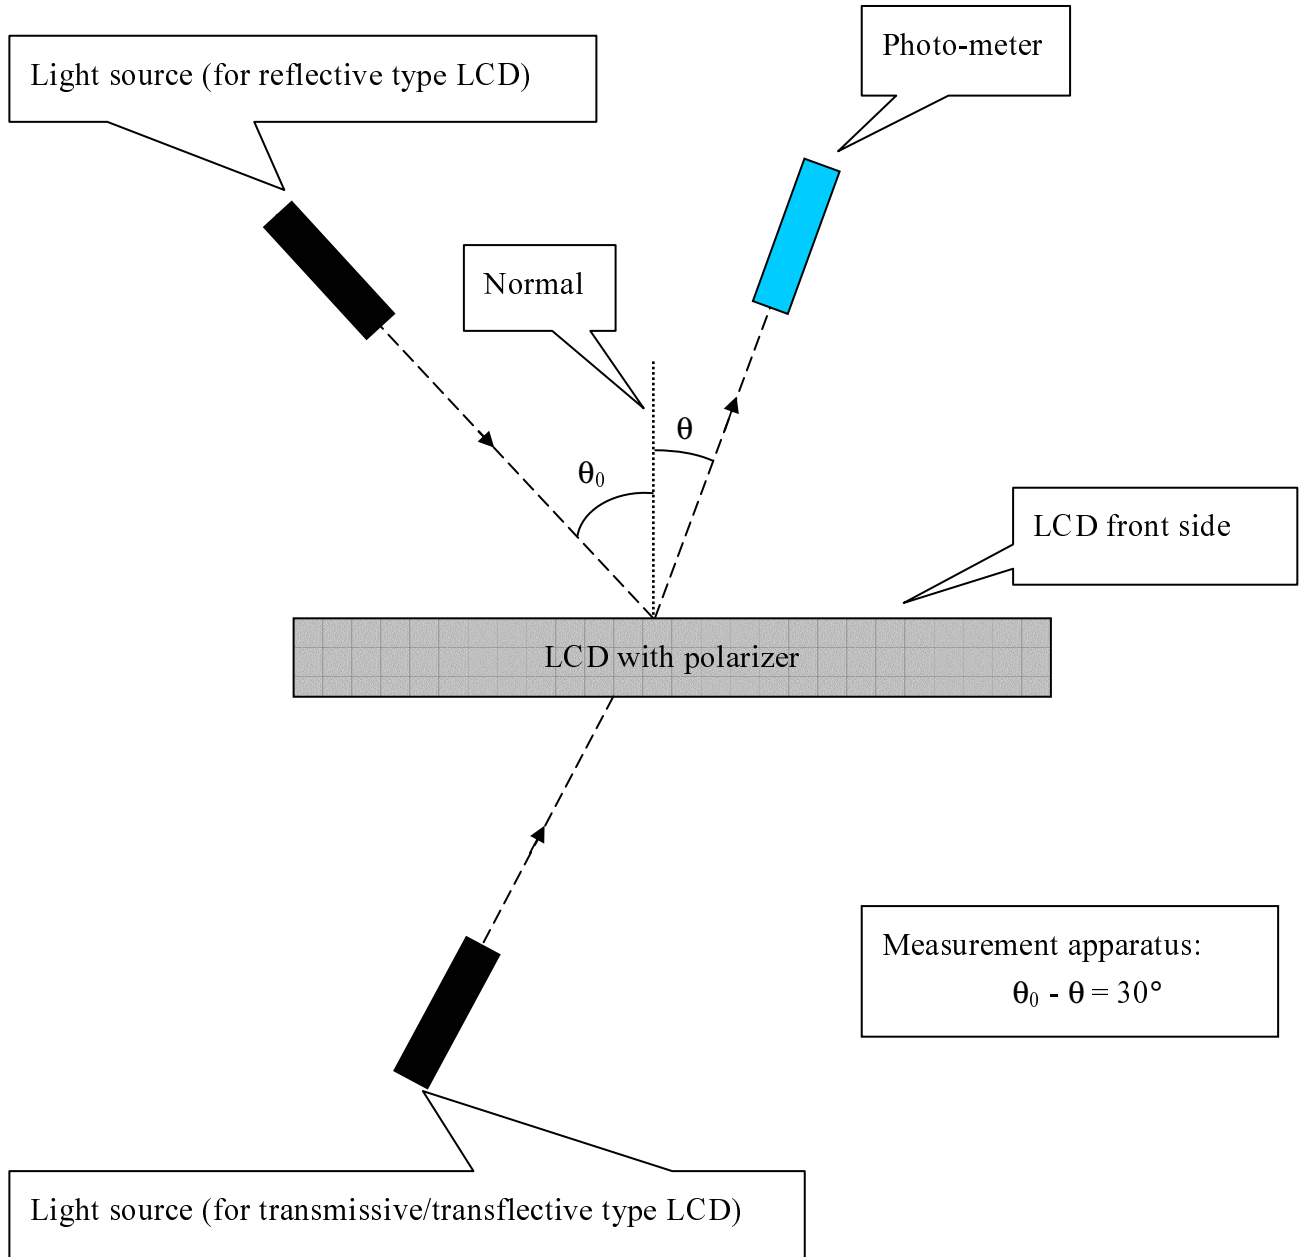 Photo-meter
Light source (for reflective type LCD)
Normal
θ
θ₀
LCD front side
LCD with polarizer
Measurement apparatus:
θ₀ - θ = 30°
Light source (for transmissive/transflective type LCD)